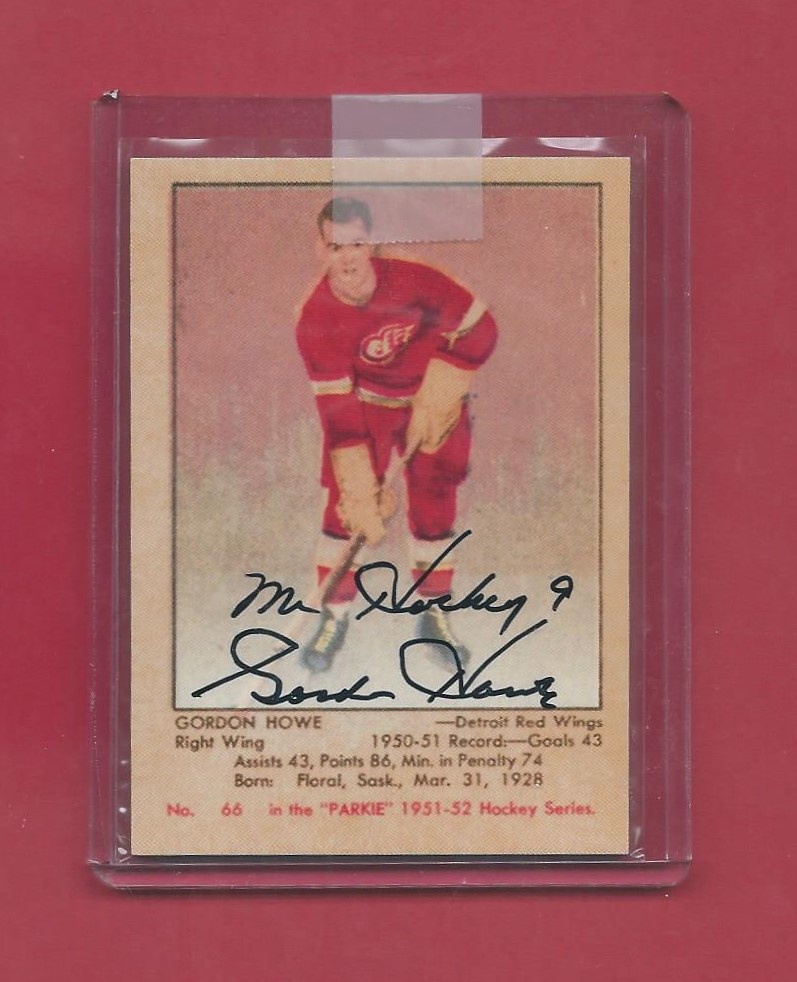 Mr Hockey 9
Gordon Howe
GORDON HOWE —Detroit Red Wings
Right Wing 1950-51 Record:—Goals 43
Assists 43, Points 86, Min. in Penalty 74
Born: Floral, Sask., Mar. 31, 1928
No. 66 in the "PARKIE" 1951-52 Hockey Series.